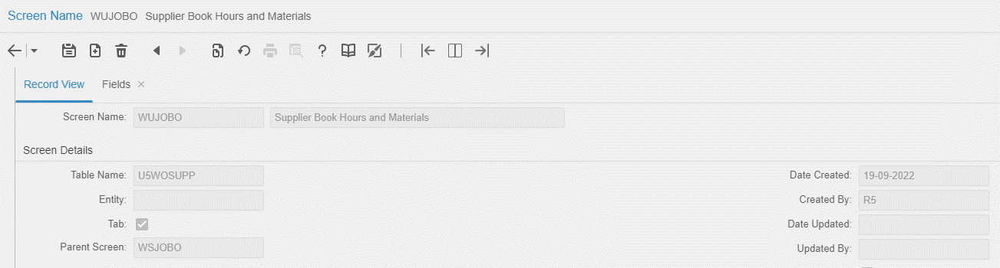 Screen Name WUJOBO Supplier Book Hours and Materials
Record View Fields ×
Screen Name: WUJOBO Supplier Book Hours and Materials
Screen Details
Table Name: U5WOSUPP Date Created: 19-09-2022
Entity: Created By: R5
Tab: Date Updated:
Parent Screen: WSJOBO Updated By: